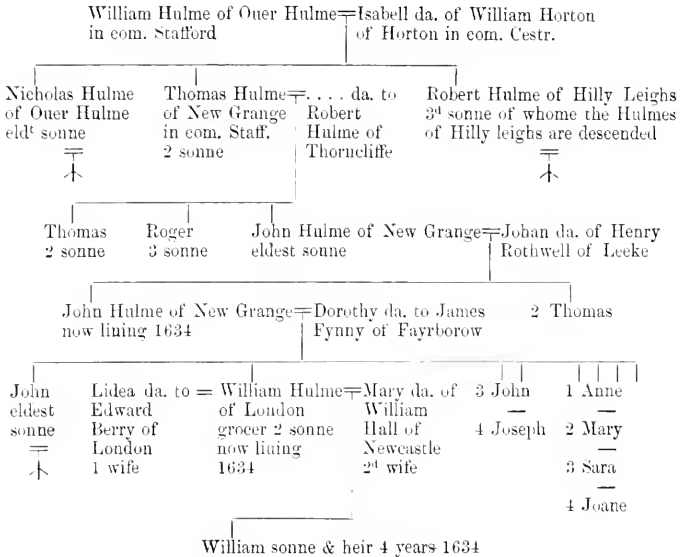 William Hulme of Ouer Hulme
in com. Stafford
Isabell da. of William Horton
of Horton in com. Cestr.
Nicholas Hulme
of Ouer Hulme
eldᵗ sonne
Thomas Hulme
of New Grange
in com. Staff.
2 sonne
. . . . da. to
Robert
Hulme of
Thorncliffe
Robert Hulme of Hilly Leighs
3ᵈ sonne of whome the Hulmes
of Hilly leighs are descended
Thomas
2 sonne
Roger
3 sonne
John Hulme of New Grange
eldest sonne
Johan da. of Henry
Rothwell of Leeke
John Hulme of New Grange
now liuing 1634
Dorothy da. to James
Fynny of Fayrborow
2 Thomas
John
eldest
sonne
Lidea da. to
Edward
Berry of
London
1 wife
=
William Hulme
of London
grocer 2 sonne
now liuing
1634
Mary da. of
William
Hall of
Newcastle
2ᵈ wife
3 John
4 Joseph
1 Anne
2 Mary
3 Sara
4 Joane
William sonne & heir 4 years 1634